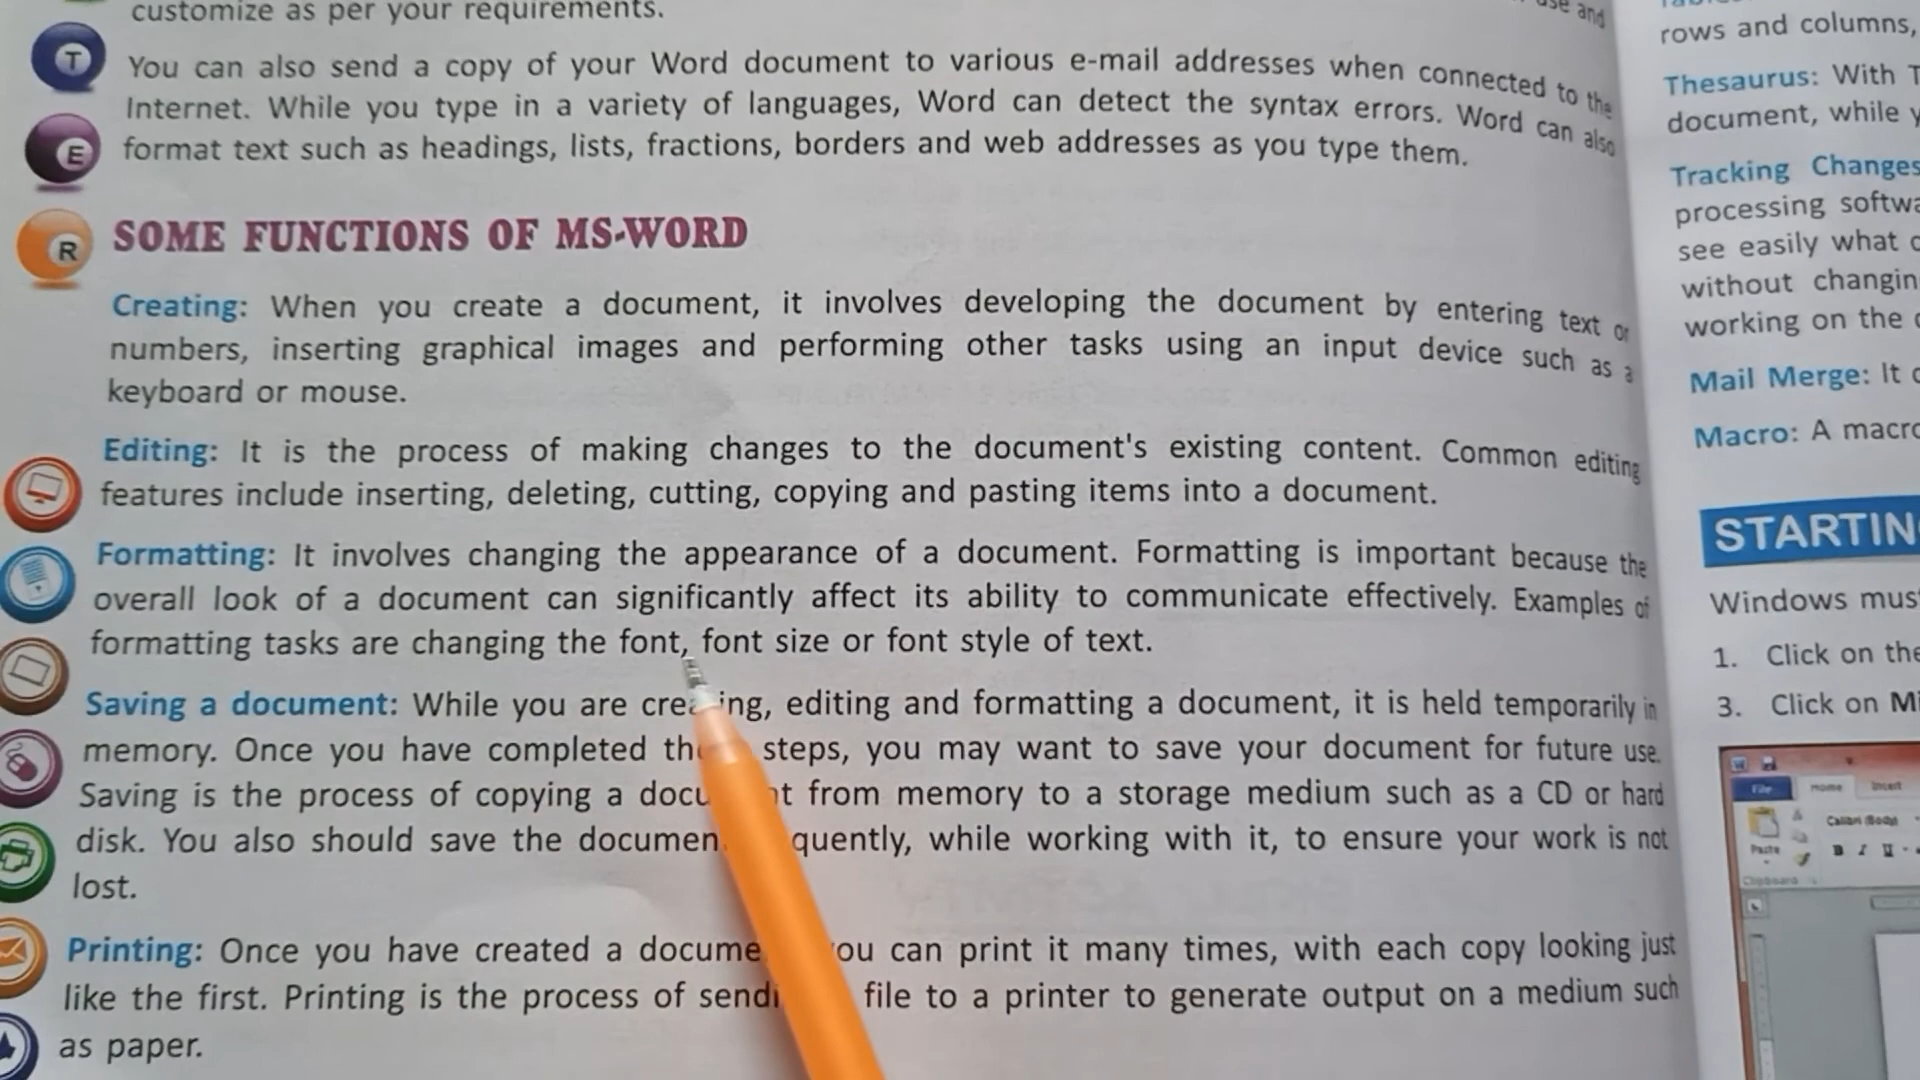 customize as per your requirements.
You can also send a copy of your Word document to various e-mail addresses when connected to the
Internet. While you type in a variety of languages, Word can detect the syntax errors. Word can also
format text such as headings, lists, fractions, borders and web addresses as you type them.
T
E
R
SOME FUNCTIONS OF MS-WORD
Creating: When you create a document, it involves developing the document by entering text or
numbers, inserting graphical images and performing other tasks using an input device such as a
keyboard or mouse.
Editing: It is the process of making changes to the document's existing content. Common editing
features include inserting, deleting, cutting, copying and pasting items into a document.
Formatting: It involves changing the appearance of a document. Formatting is important because the
overall look of a document can significantly affect its ability to communicate effectively. Examples of
formatting tasks are changing the font, font size or font style of text.
Saving a document: While you are editing and formatting a document, it is held temporarily in
memory. Once you have completed steps, you may want to save your document for future use.
Saving is the process of copying a from memory to a storage medium such as a CD or hard
disk. You also should save the while working with it, to ensure your work is not
lost.
Printing: Once you have created a can print it many times, with each copy looking just
like the first. Printing is the process of file to a printer to generate output on a medium such
as paper.
use and
rows and columns,
Thesaurus: With
document, while
Tracking Changes
processing
see easily what
without
working on the
Mail Merge: It
Macro: A
Windows
1. Click on the
3. Click on
File Home Insert
Calibri (Body)
Paste
B I U
Clipboard